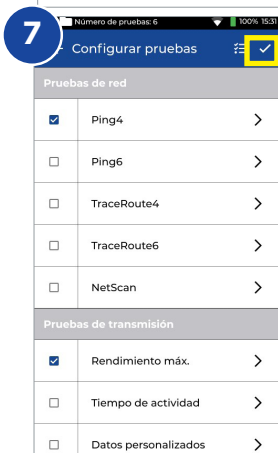 7
Número de pruebas: 6 100% 15:31
Configurar pruebas
Pruebas de red
Ping4
Ping6
TraceRoute4
TraceRoute6
NetScan
Pruebas de transmisión
Rendimiento máx.
Tiempo de actividad
Datos personalizados